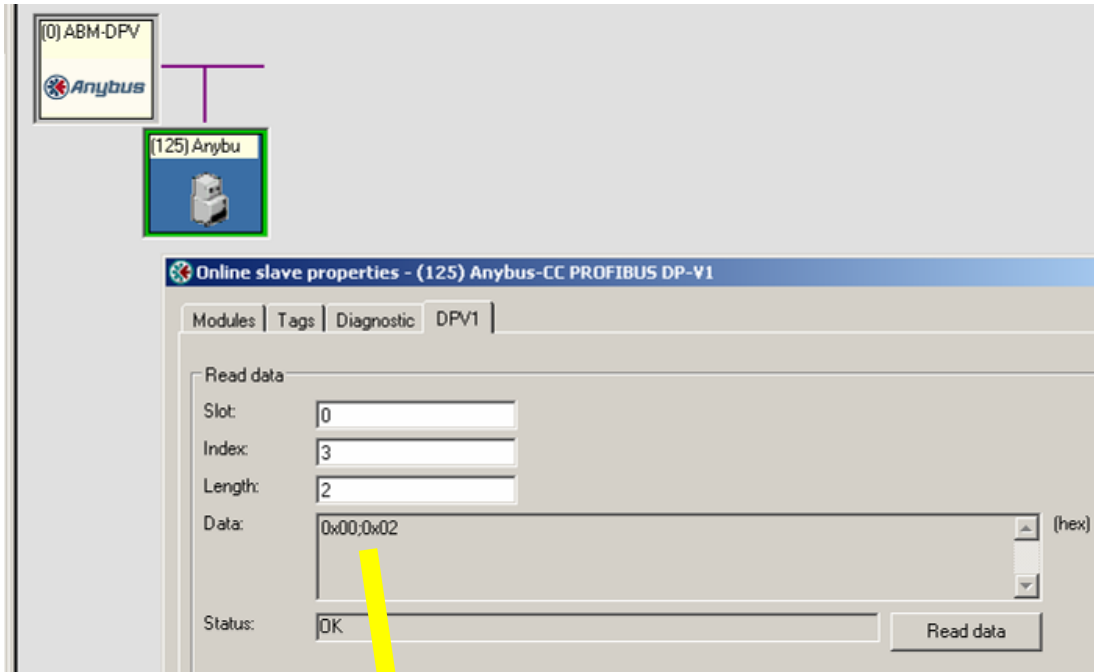 (0) ABM-DPV
Anybus
(125) Anybu
Online slave properties - (125) Anybus-CC PROFIBUS DP-V1
Modules Tags Diagnostic DPV1
Read data
Slot: 0
Index: 3
Length: 2
Data: 0x00;0x02 (hex)
Status: OK Read data